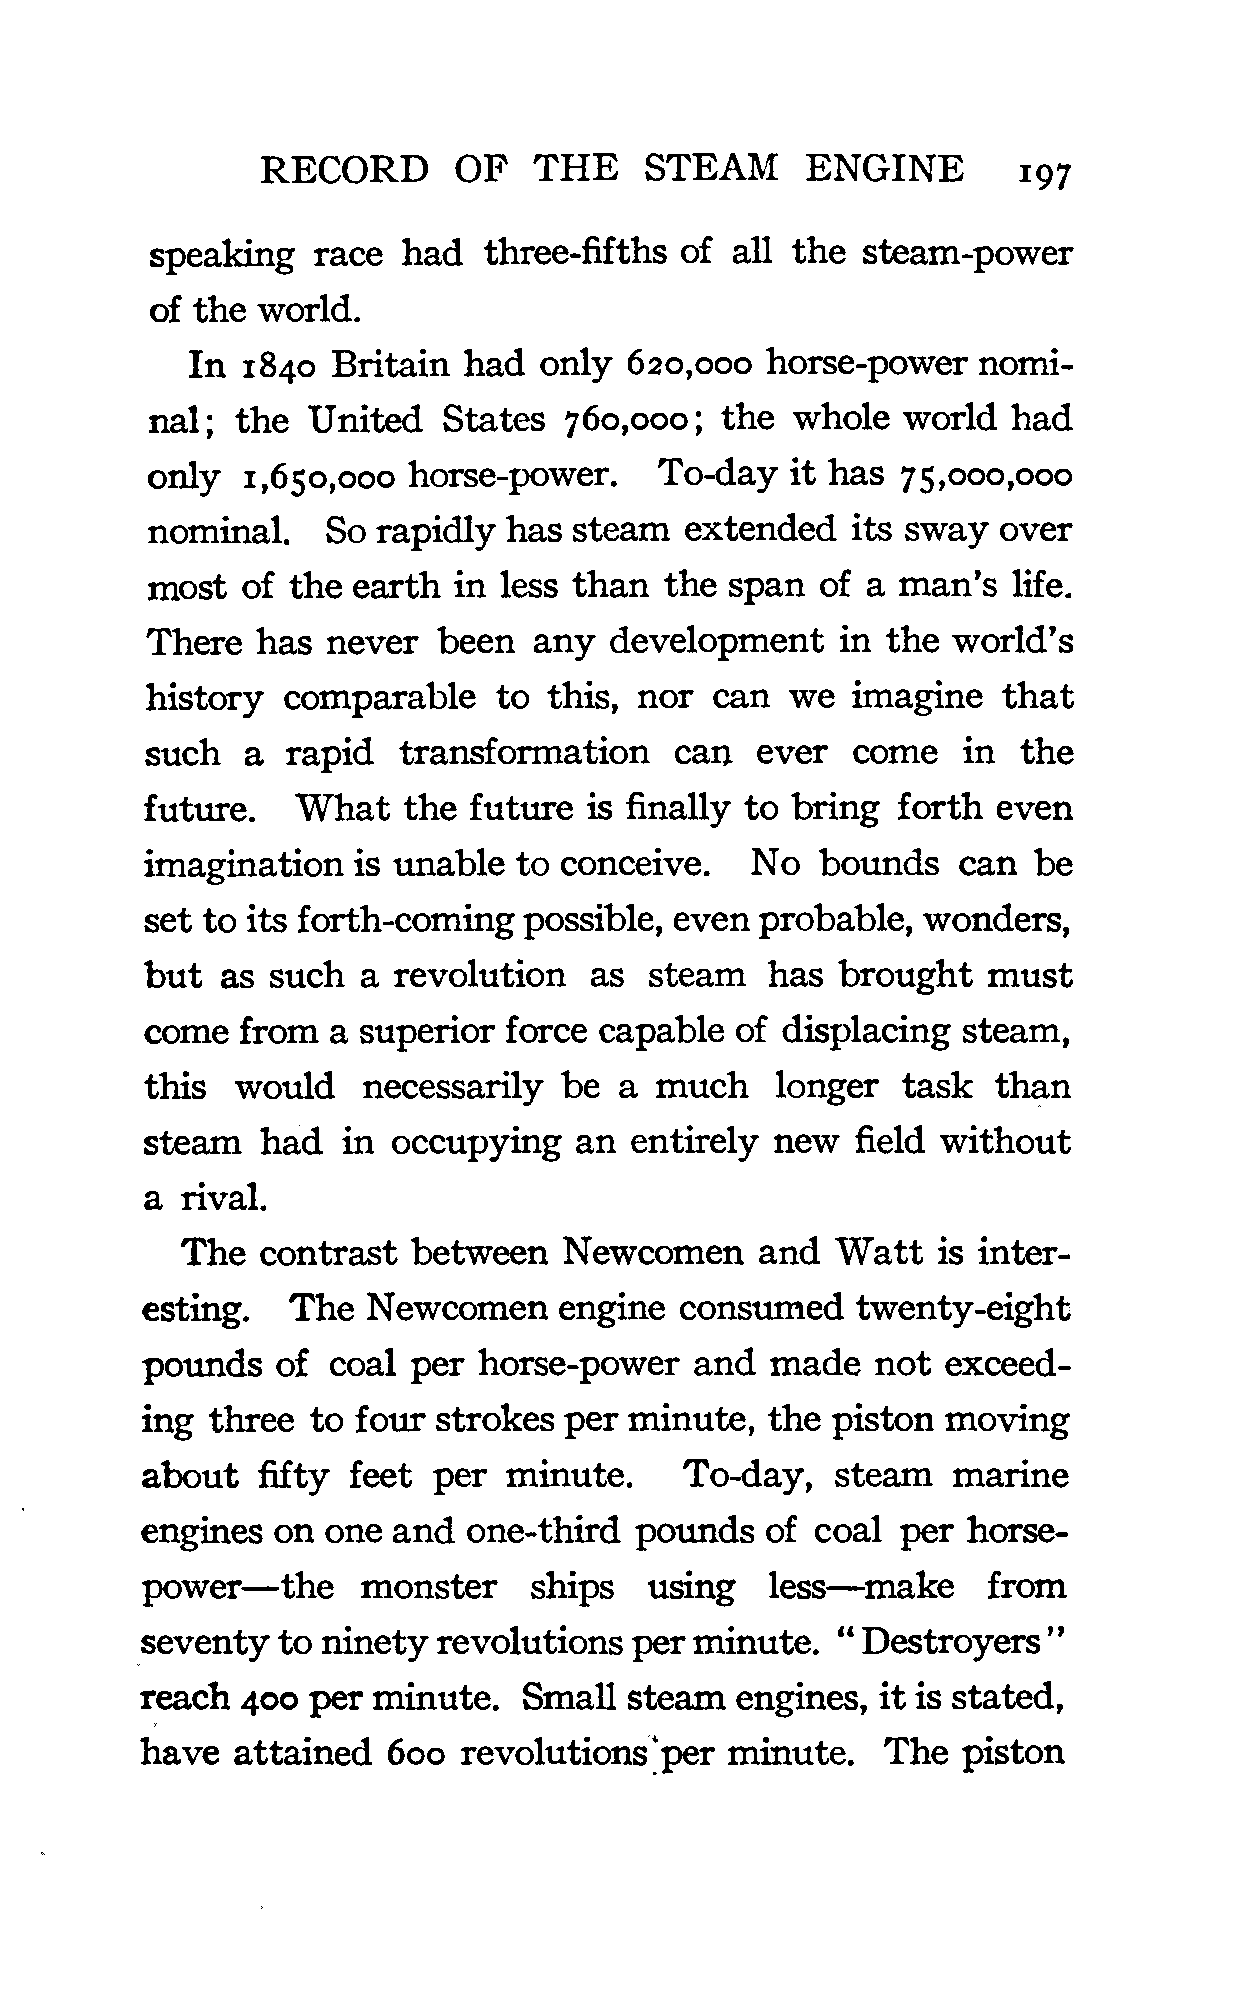 RECORD OF THE STEAM ENGINE 197
speaking race had three-fifths of all the steam-power
of the world.
In 1840 Britain had only 620,000 horse-power nomi-
nal; the United States 760,000; the whole world had
only 1,650,000 horse-power. To-day it has 75,000,000
nominal. So rapidly has steam extended its sway over
most of the earth in less than the span of a man's life.
There has never been any development in the world's
history comparable to this, nor can we imagine that
such a rapid transformation can ever come in the
future. What the future is finally to bring forth even
imagination is unable to conceive. No bounds can be
set to its forth-coming possible, even probable, wonders,
but as such a revolution as steam has brought must
come from a superior force capable of displacing steam,
this would necessarily be a much longer task than
steam had in occupying an entirely new field without
a rival.
The contrast between Newcomen and Watt is inter-
esting. The Newcomen engine consumed twenty-eight
pounds of coal per horse-power and made not exceed-
ing three to four strokes per minute, the piston moving
about fifty feet per minute. To-day, steam marine
engines on one and one-third pounds of coal per horse-
power—the monster ships using less—make from
seventy to ninety revolutions per minute. "Destroyers"
reach 400 per minute. Small steam engines, it is stated,
have attained 600 revolutions per minute. The piston